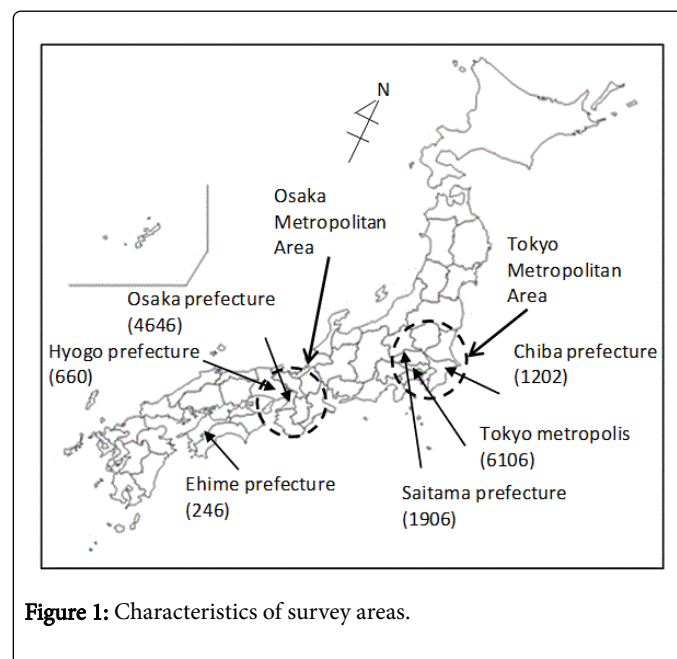 N
Osaka
Metropolitan
Area
Tokyo
Metropolitan
Area
Osaka prefecture
(4646)
Hyogo prefecture
(660)
Chiba prefecture
(1202)
Tokyo metropolis
(6106)
Ehime prefecture
(246)
Saitama prefecture
(1906)
Figure 1: Characteristics of survey areas.